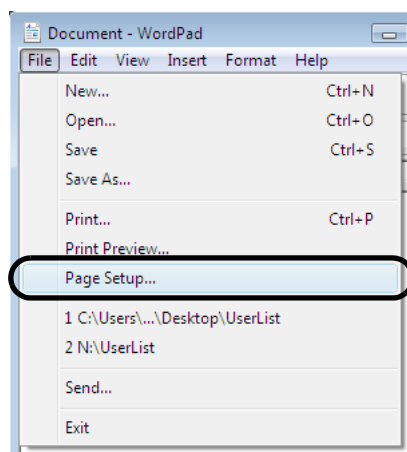 Document - WordPad
File Edit View Insert Format Help
New... Ctrl+N
Open... Ctrl+O
Save Ctrl+S
Save As...
Print... Ctrl+P
Print Preview...
Page Setup...
1 C:\Users\...\Desktop\UserList
2 N:\UserList
Send...
Exit